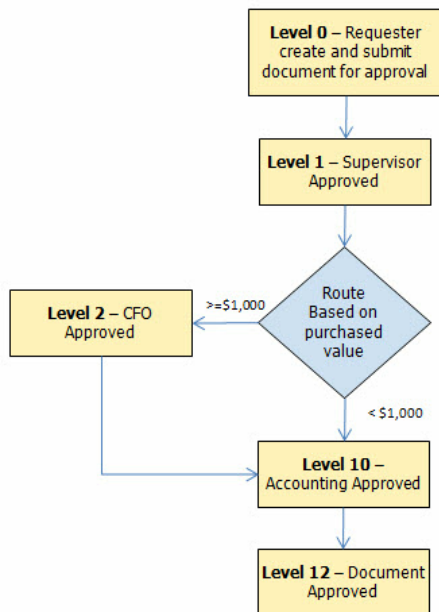 Level 0 – Requester
create and submit
document for approval
Level 1 – Supervisor
Approved
Route
Based on
purchased
value
>=$1,000
Level 2 – CFO
Approved
< $1,000
Level 10 –
Accounting Approved
Level 12 – Document
Approved